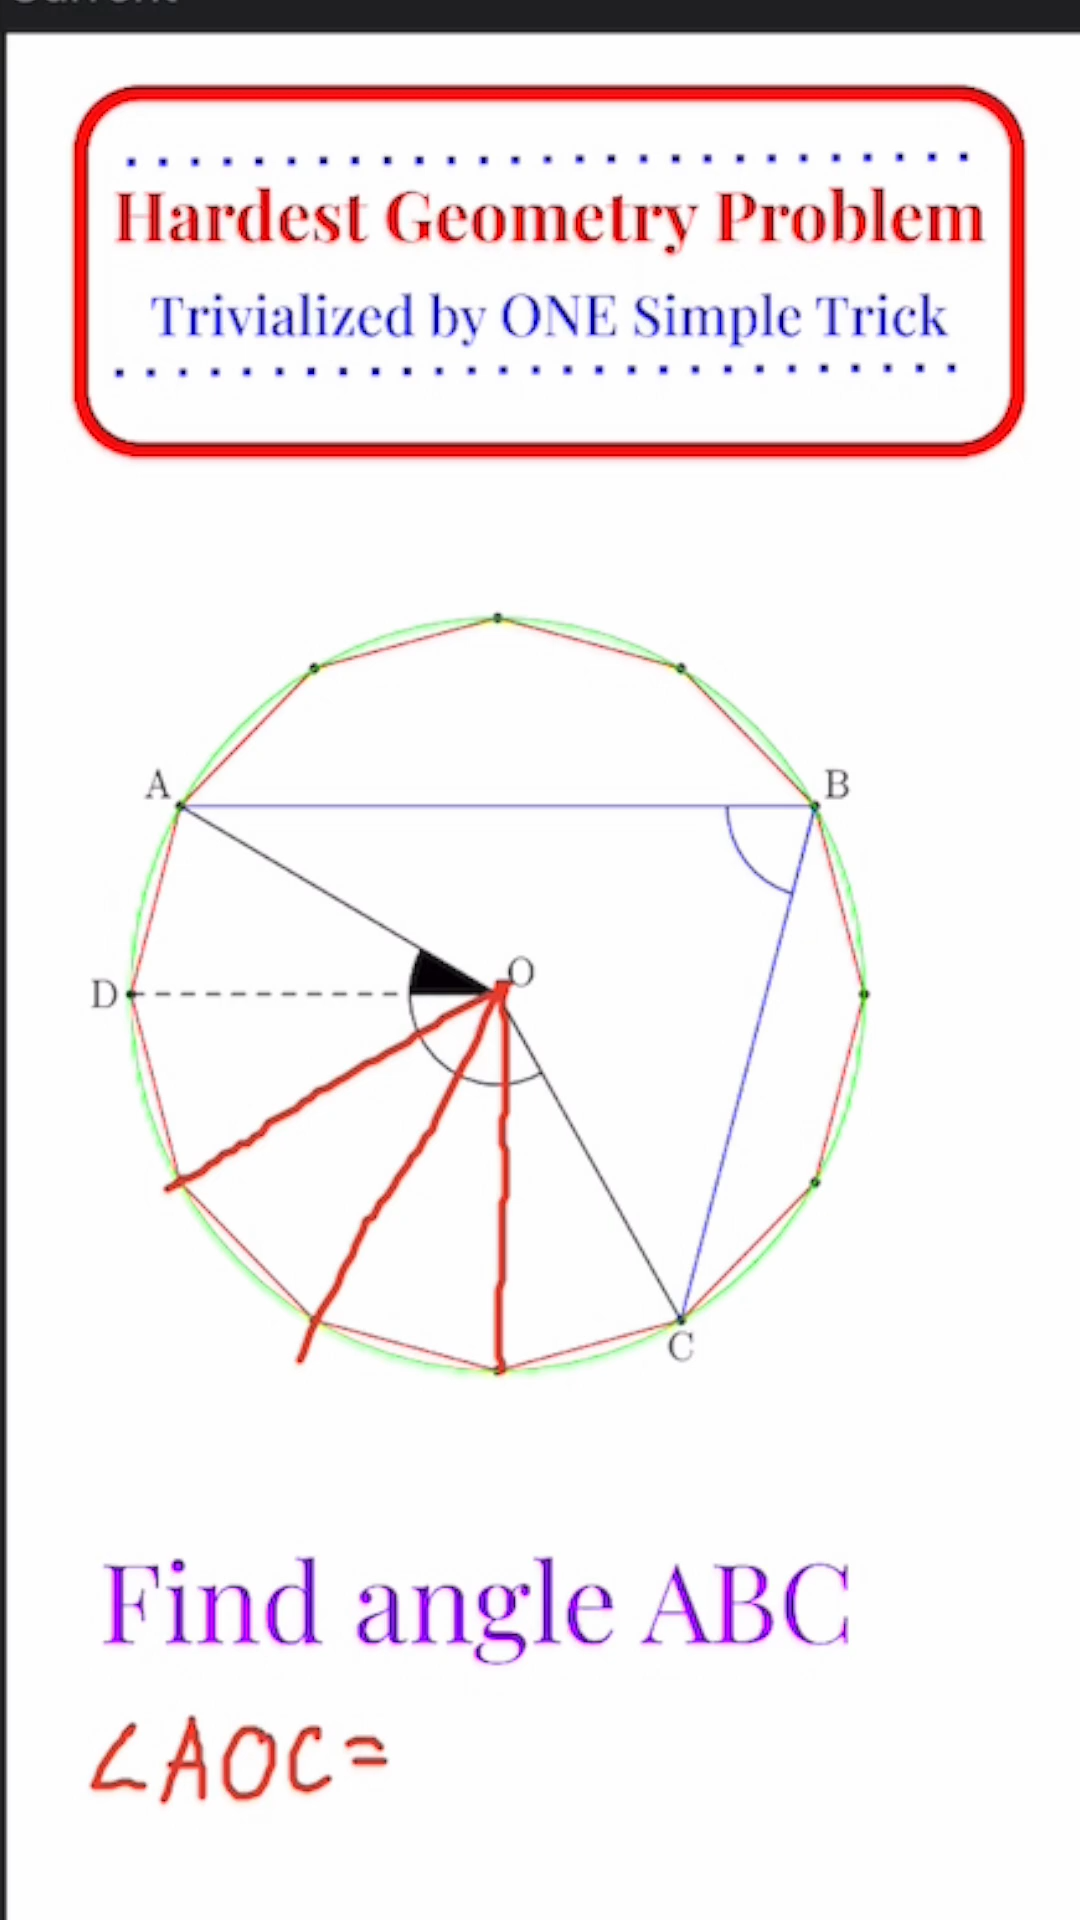 Hardest Geometry Problem
Trivialized by ONE Simple Trick
A
B
O
D
C
Find angle ABC
∠AOC=